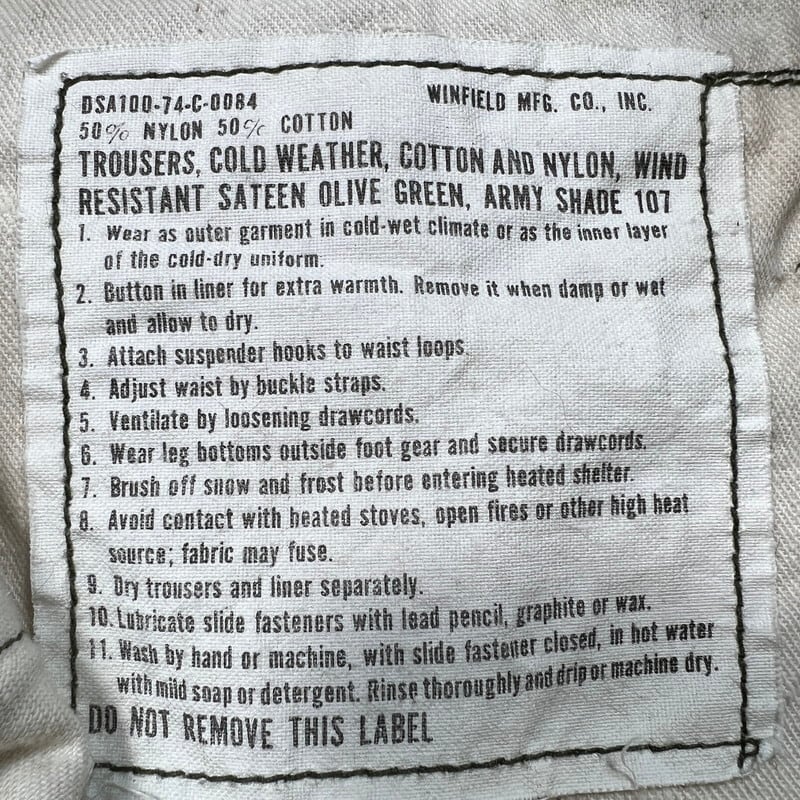 DSA100-74-C-0084 WINFIELD MFG. CO., INC.
50% NYLON 50% COTTON
TROUSERS, COLD WEATHER, COTTON AND NYLON, WIND
RESISTANT SATEEN OLIVE GREEN, ARMY SHADE 107
1. Wear as outer garment in cold-wet climate or as the inner layer
of the cold-dry uniform.
2. Button in liner for extra warmth. Remove it when damp or wet
and allow to dry.
3. Attach suspender hooks to waist loops.
4. Adjust waist by buckle straps.
5. Ventilate by loosening drawcords.
6. Wear leg bottoms outside foot gear and secure drawcords.
7. Brush off snow and frost before entering heated shelter.
8. Avoid contact with heated stoves, open fires or other high heat
source; fabric may fuse.
9. Dry trousers and liner separately.
10. Lubricate slide fasteners with lead pencil, graphite or wax.
11. Wash by hand or machine, with slide fastener closed, in hot water
with mild soap or detergent. Rinse thoroughly and drip or machine dry.
DO NOT REMOVE THIS LABEL